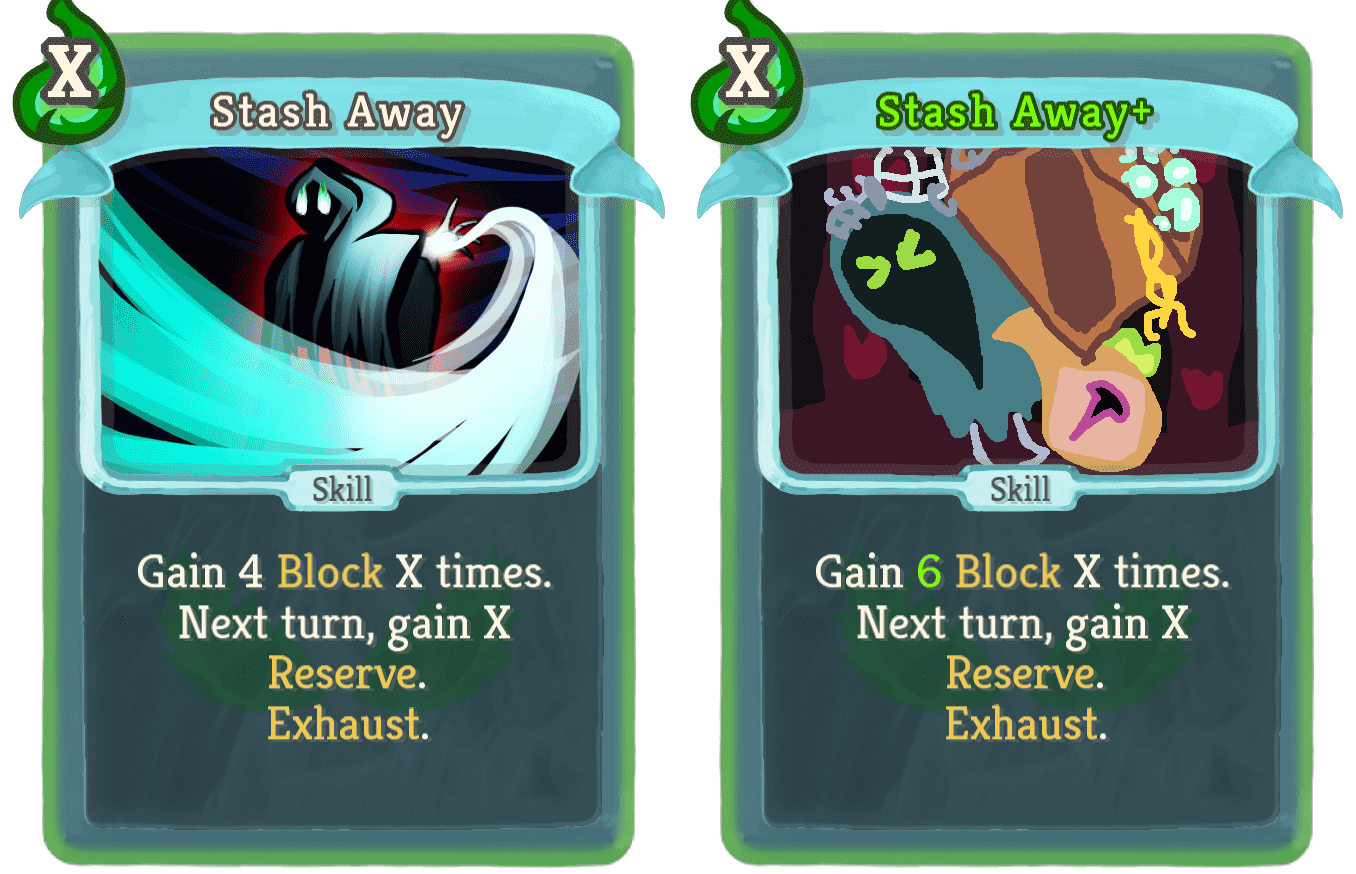 X
Stash Away
Skill
Gain 4 Block X times.
Next turn, gain X
Reserve.
Exhaust.
X
Stash Away+
Skill
Gain 6 Block X times.
Next turn, gain X
Reserve.
Exhaust.